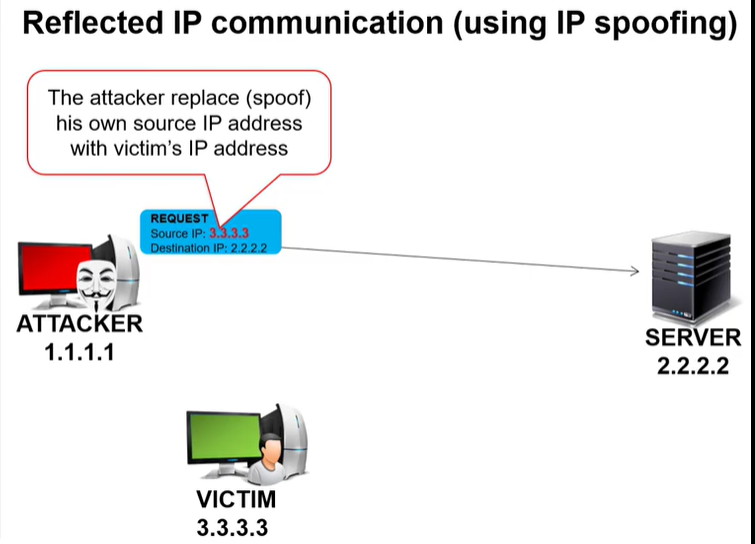 Reflected IP communication (using IP spoofing)
The attacker replace (spoof)
his own source IP address
with victim's IP address
REQUEST
Source IP: 3.3.3.3
Destination IP: 2.2.2.2
ATTACKER
1.1.1.1
SERVER
2.2.2.2
VICTIM
3.3.3.3